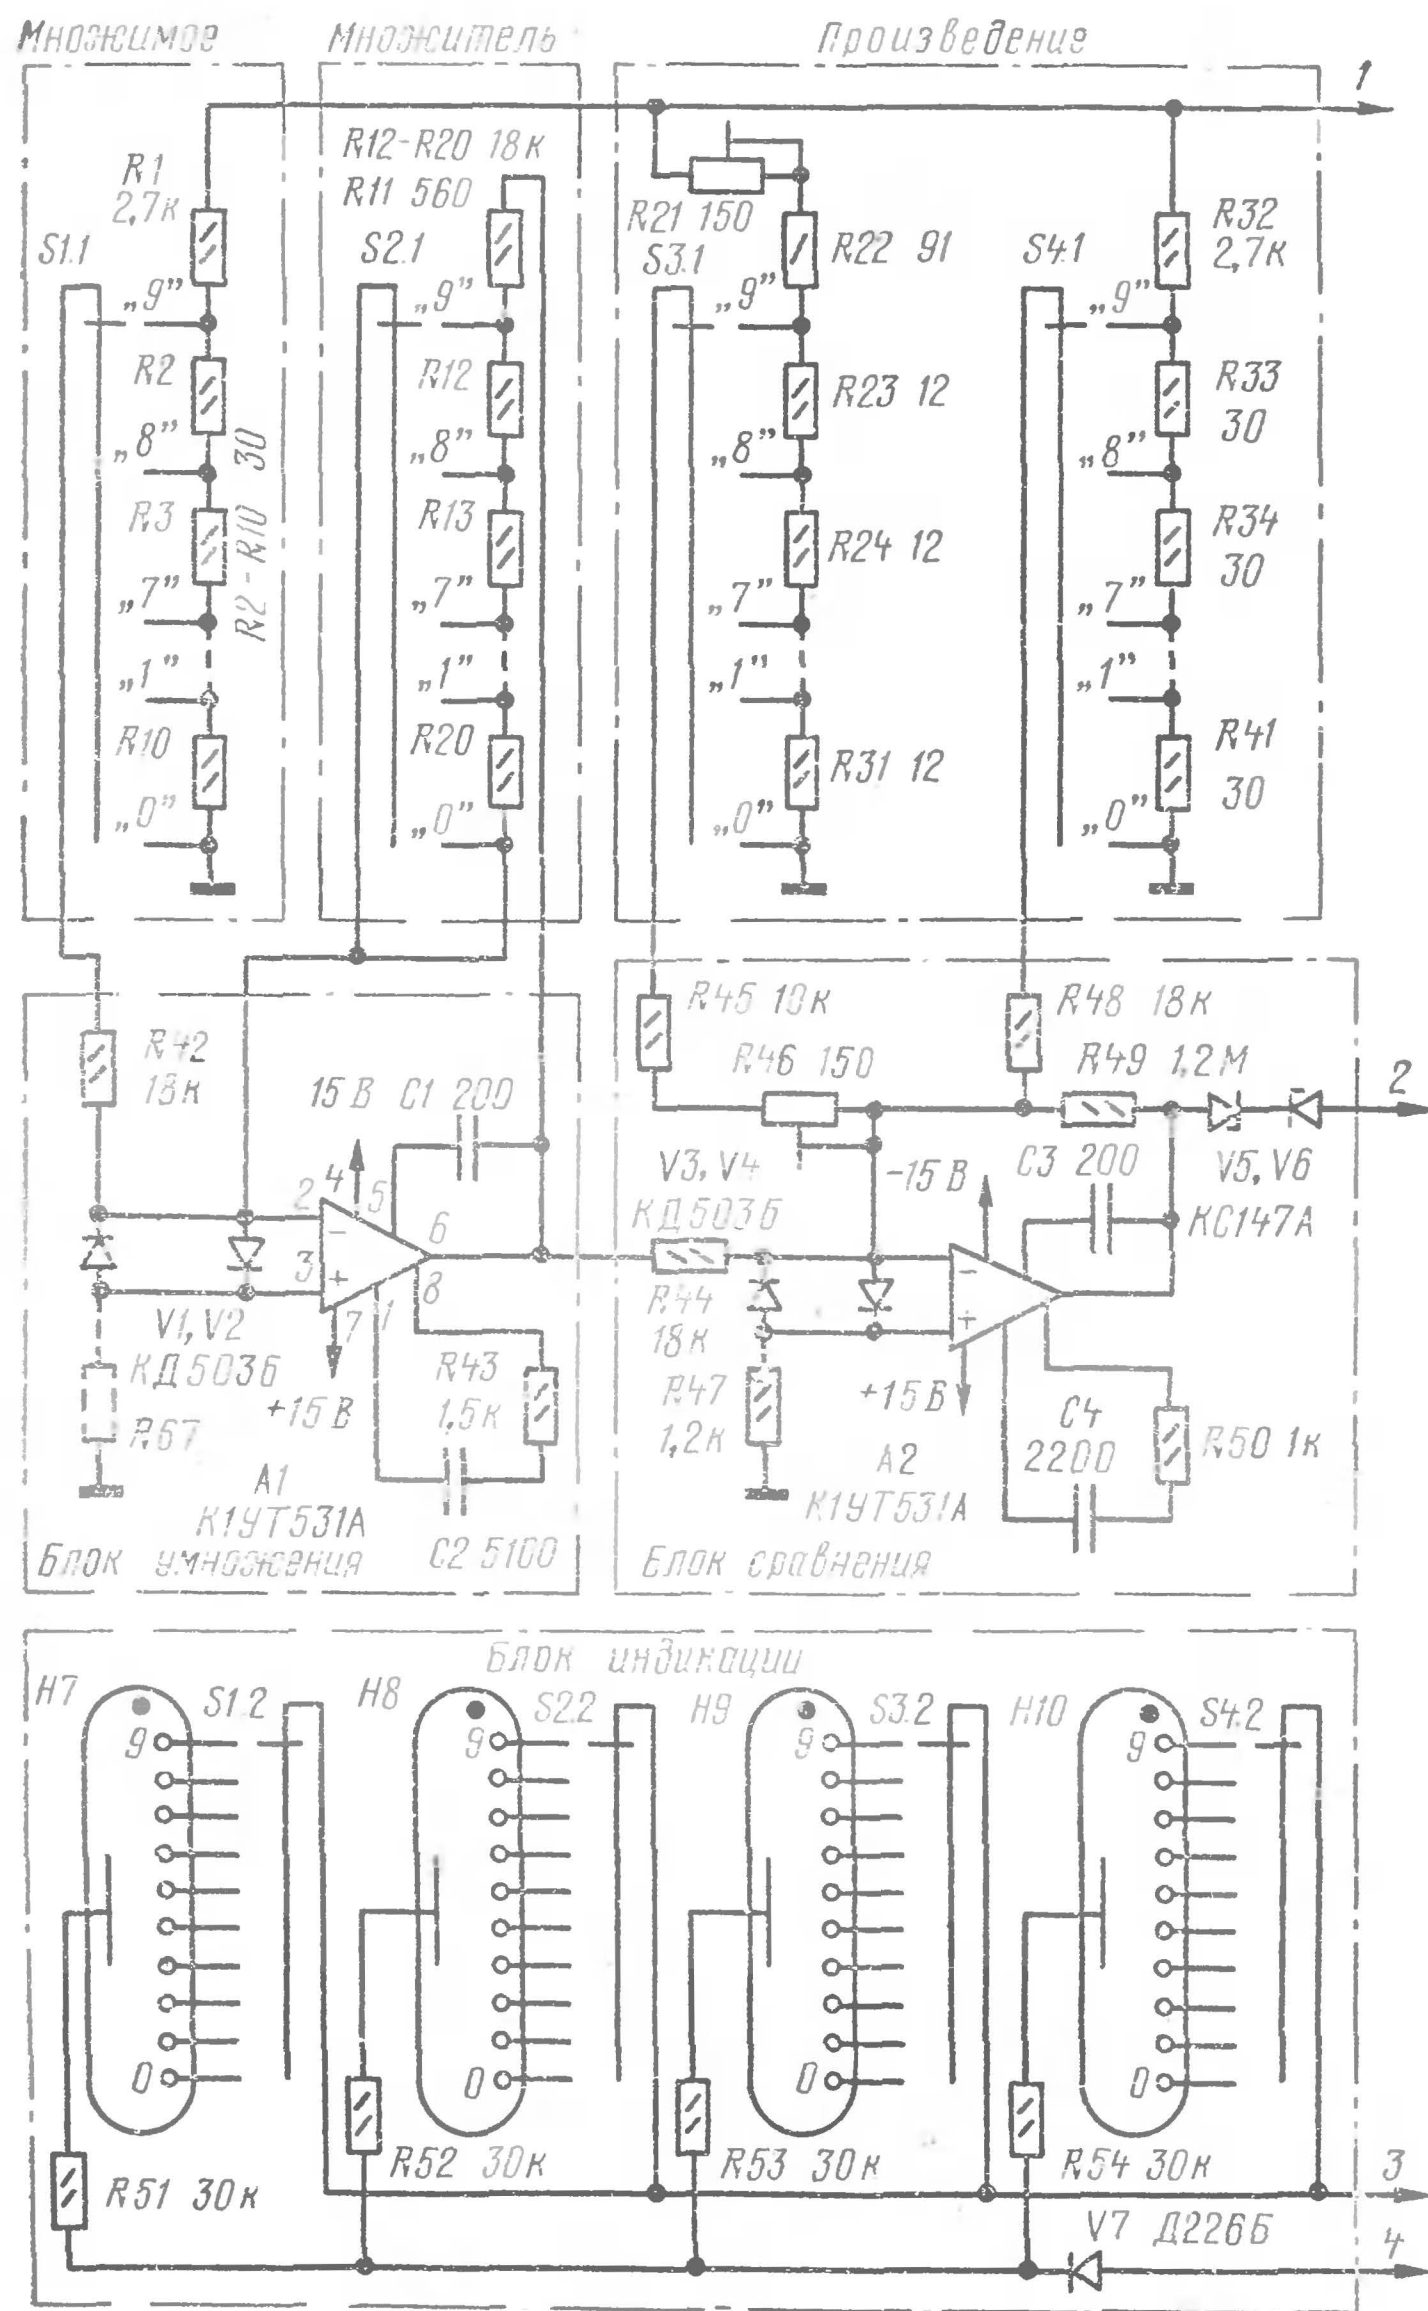 Множимое
Множитель
Произведение
1
R12-R20 18к
R11 560
R1
2,7к
S1.1
S2.1
R21 150
S3.1
R22 91
S4.1
R32
2,7к
„9”
„9”
„9”
„9”
R2
R12
R23 12
R33
30
„8”
„8”
„8”
„8”
R3
R2-R10 30
R13
R24 12
R34
30
„7”
„7”
„7”
„7”
„1”
„1”
„1”
„1”
R10
R20
R31 12
R41
30
„0”
„0”
„0”
„0”
R42
18к
15 В
C1 200
2
4
5
6
3
8
7
1
V1, V2
КД503Б
R67
+15 В
R43
1,5к
A1
К1УТ531А
C2 5100
Блок умножения
R45 10к
R48 18к
R46 150
R49 1,2М
2
V3, V4
КД503Б
-15 В
C3 200
V5, V6
КС147А
R44
18к
R47
1,2к
+15 В
C4
2200
R50 1к
A2
К1УТ531А
Блок сравнения
Блок индикации
H7
S1.2
H8
S2.2
H9
S3.2
H10
S4.2
9
9
9
9
0
0
0
0
R51 30к
R52 30к
R53 30к
R54 30к
3
V7 Д226Б
4